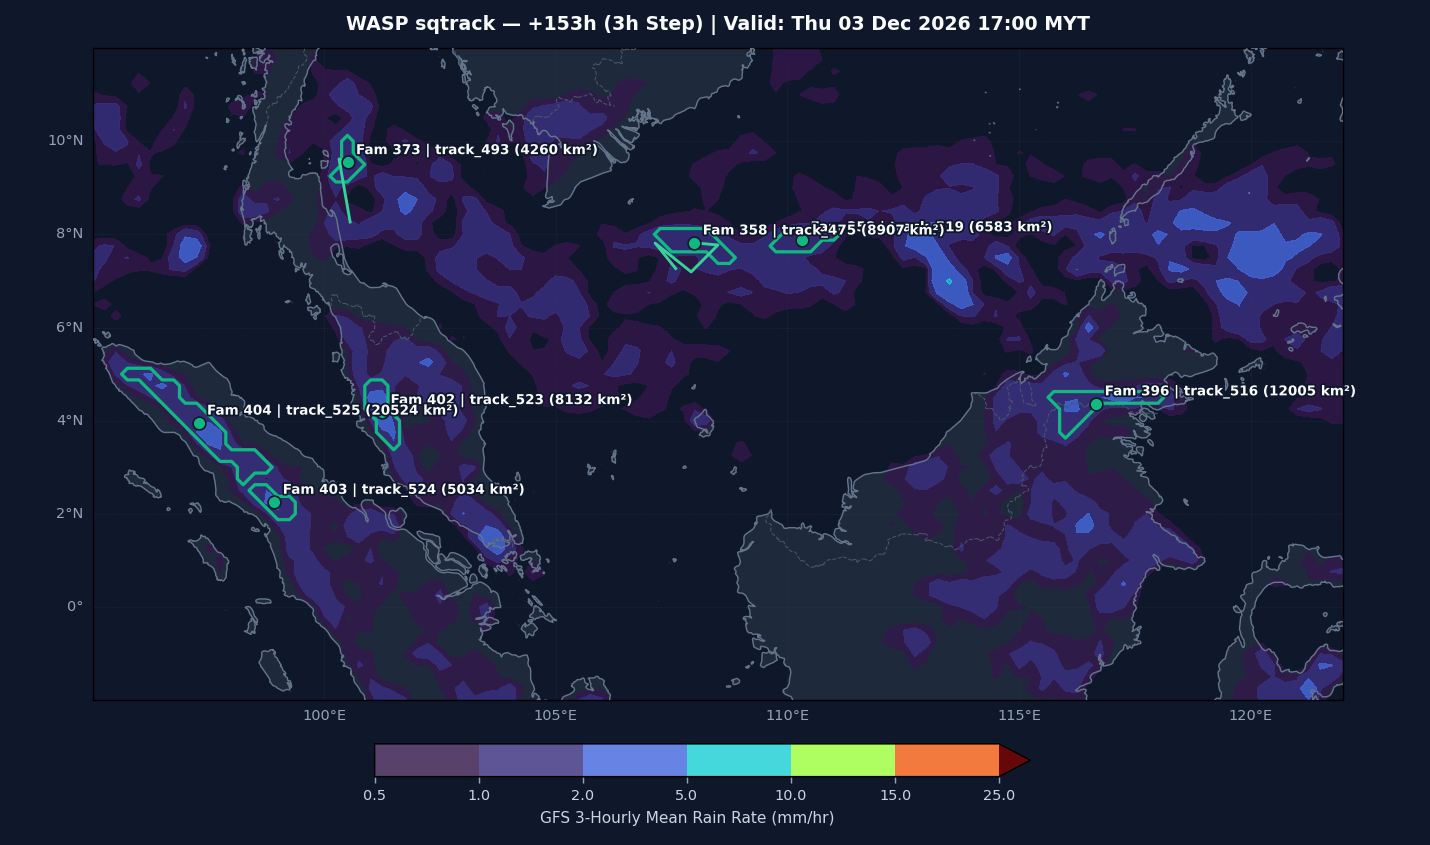 WASP sqtrack — +153h (3h Step) | Valid: Thu 03 Dec 2026 17:00 MYT
10°N
8°N
6°N
4°N
2°N
0°
Fam 373 | track_493 (4260 km²)
Fam 358 | track_475 (8907 km²)
519 (6583 km²)
Fam 396 | track_516 (12005 km²)
Fam 402 | track_523 (8132 km²)
Fam 404 | track_525 (20524 km²)
Fam 403 | track_524 (5034 km²)
100°E
105°E
110°E
115°E
120°E
0.5
1.0
2.0
5.0
10.0
15.0
25.0
GFS 3-Hourly Mean Rain Rate (mm/hr)